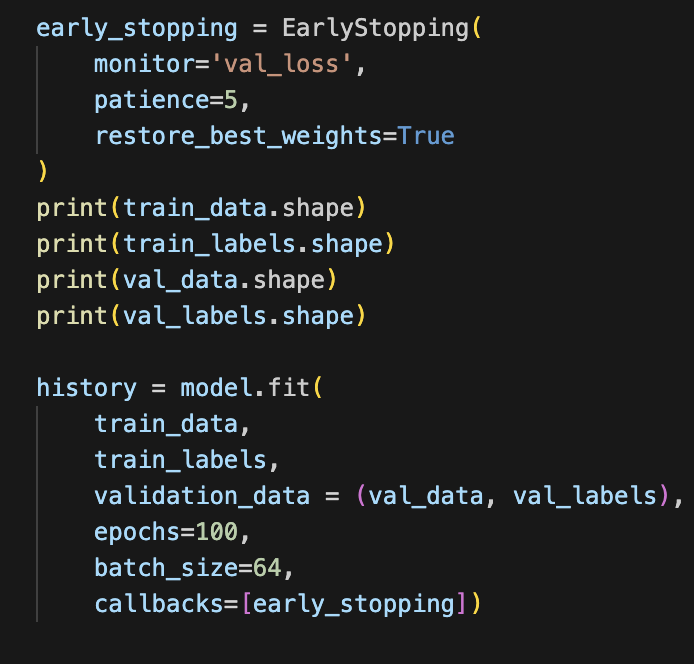 early_stopping = EarlyStopping(
    monitor='val_loss',
    patience=5,
    restore_best_weights=True
)
print(train_data.shape)
print(train_labels.shape)
print(val_data.shape)
print(val_labels.shape)

history = model.fit(
    train_data,
    train_labels,
    validation_data = (val_data, val_labels),
    epochs=100,
    batch_size=64,
    callbacks=[early_stopping])